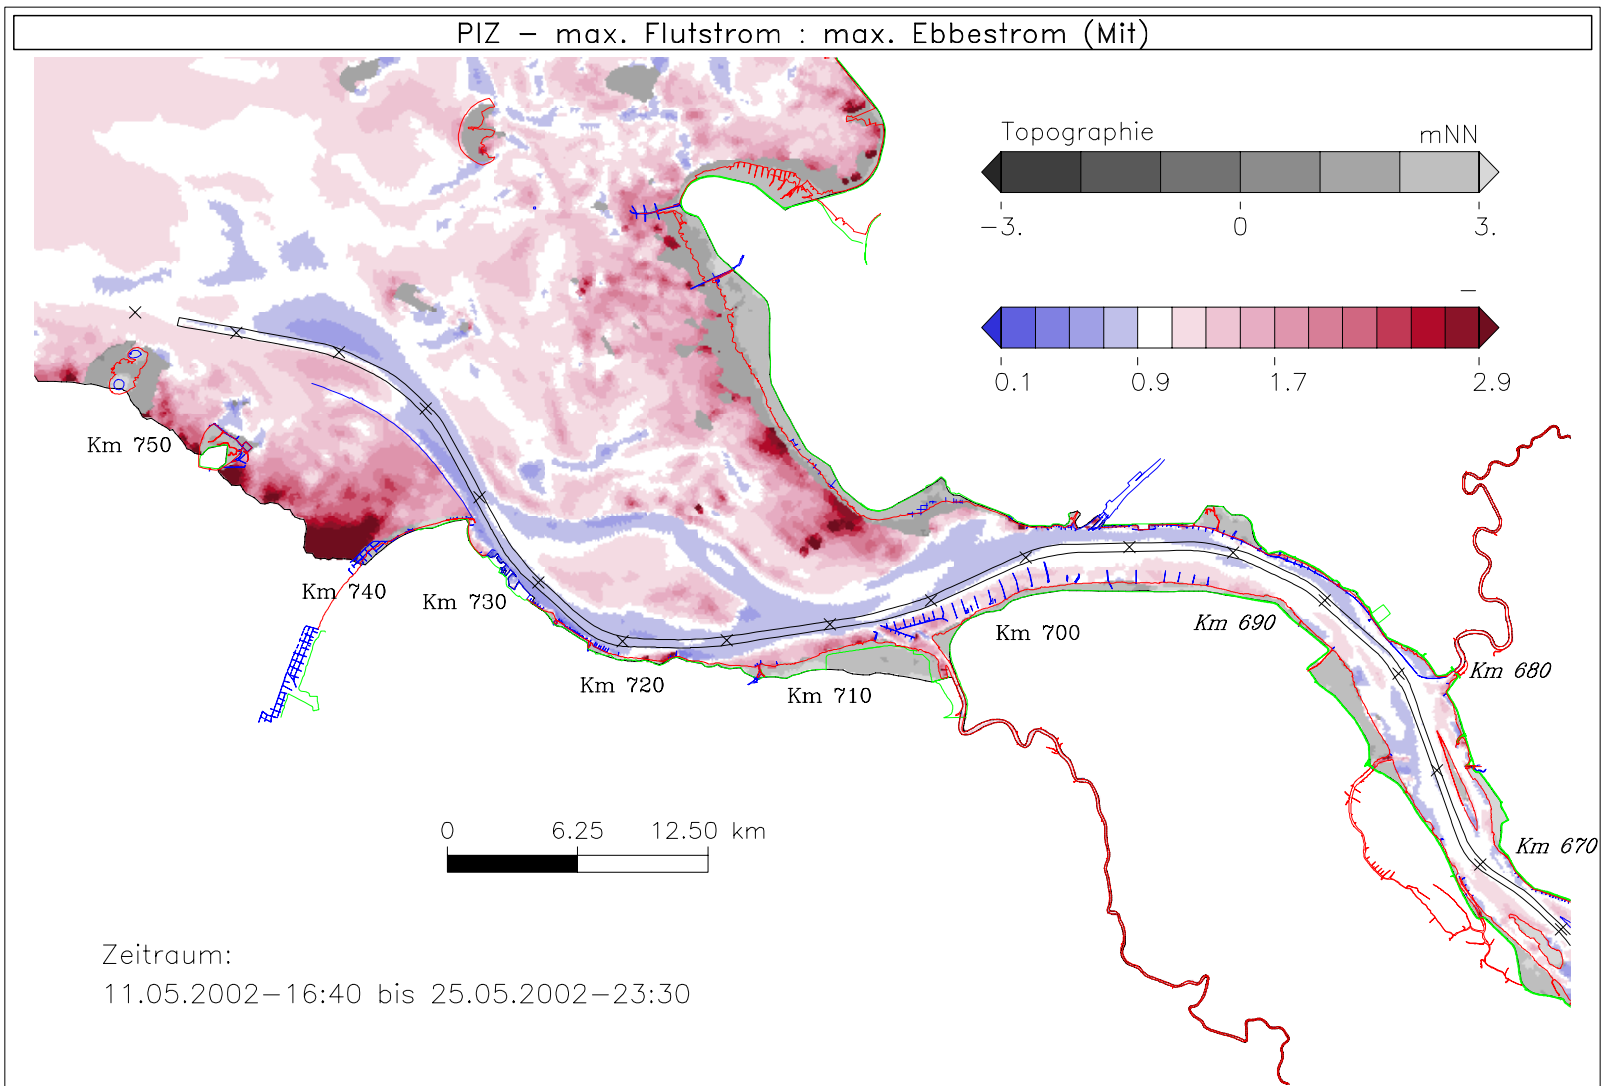 PIZ – max. Flutstrom : max. Ebbestrom (Mit)
Topographie mNN
–3. 0 3.
–
0.1 0.9 1.7 2.9
Km 750
Km 740
Km 730
Km 720
Km 710
Km 700
Km 690
Km 680
Km 670
0 6.25 12.50 km
Zeitraum:
11.05.2002–16:40 bis 25.05.2002–23:30